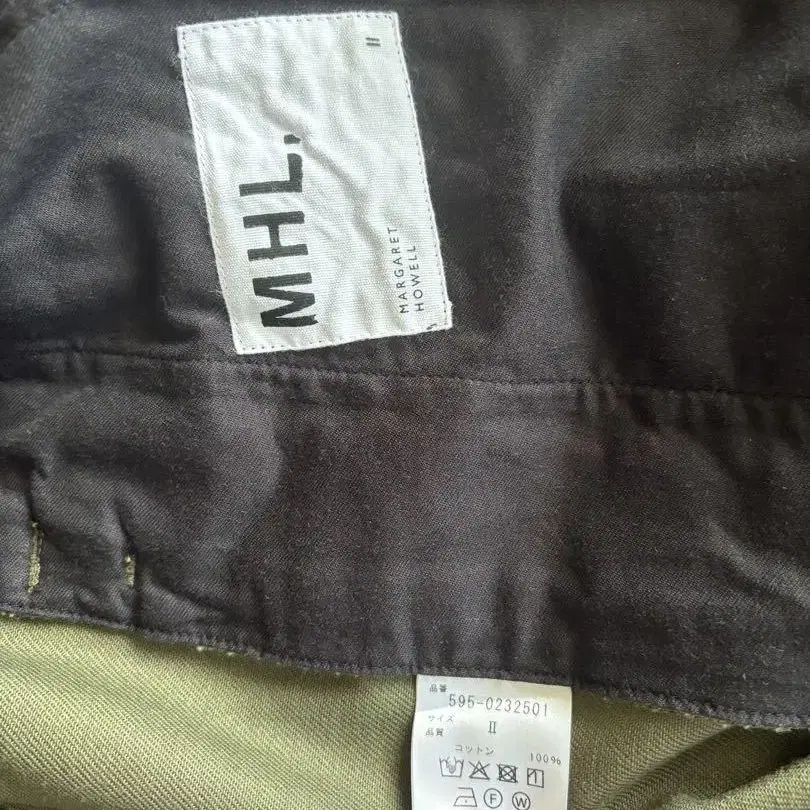 MHL.
MARGARET
HOWELL
II
品番
595-0232501
サイズ
II
品質
コットン 100%
1
F W